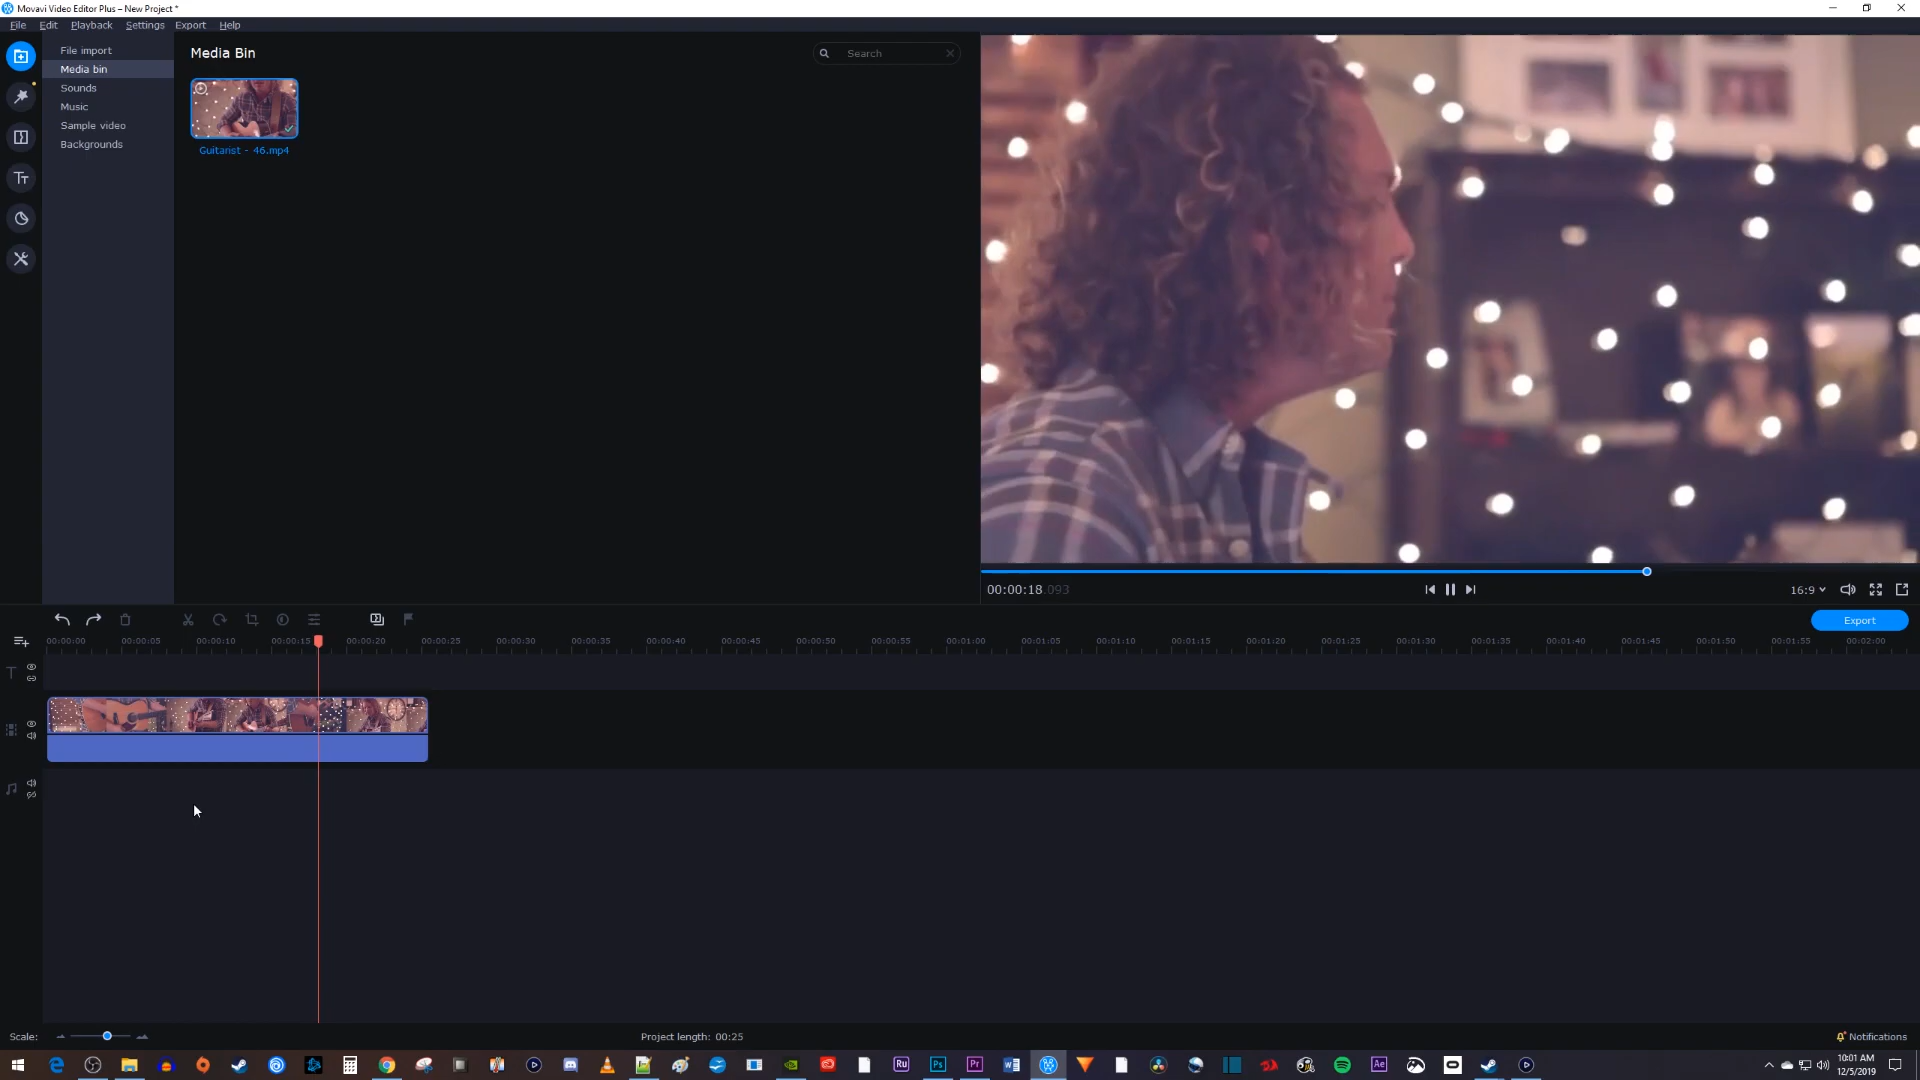 Movavi Video Editor Plus – New Project *
File Edit Playback Settings Export Help
File import
Media bin
Sounds
Music
Sample video
Backgrounds
Media Bin
Search
Guitarist - 46.mp4
00:00:18.093
16:9
Export
00:00:00 00:00:05 00:00:10 00:00:15 00:00:20 00:00:25 00:00:30 00:00:35 00:00:40 00:00:45 00:00:50 00:00:55 00:01:00 00:01:05 00:01:10 00:01:15 00:01:20 00:01:25 00:01:30 00:01:35 00:01:40 00:01:45 00:01:50 00:01:55 00:02:00
Scale:
Project length: 00:25
Notifications
Ru Ps Pr Ae
10:01 AM
12/5/2019